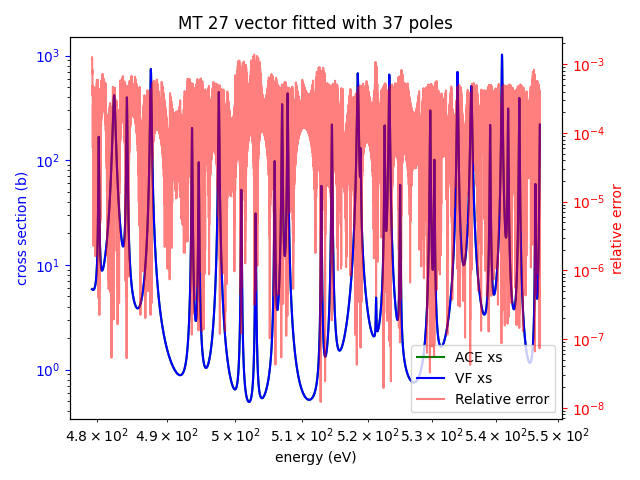 MT 27 vector fitted with 37 poles
10³
10²
10¹
10⁰
cross section (b)
10⁻³
10⁻⁴
10⁻⁵
10⁻⁶
10⁻⁷
10⁻⁸
relative error
ACE xs
VF xs
Relative error
4.8 × 10² 4.9 × 10² 5 × 10² 5.1 × 10² 5.2 × 10² 5.3 × 10² 5.4 × 10² 5.5 × 10²
energy (eV)